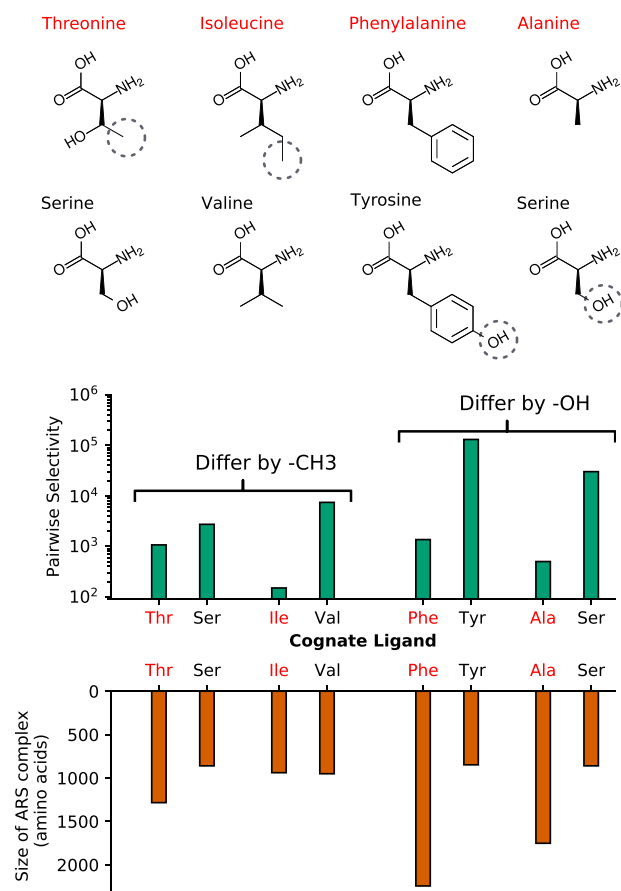 Threonine Isoleucine Phenylalanine Alanine
OH OH OH OH
O NH2 O NH2 O NH2 O NH2
HO
Serine Valine Tyrosine Serine
OH OH OH OH
O NH2 O NH2 O NH2 O NH2
OH OH OH
Pairwise Selectivity
10^6
10^5
10^4
10^3
10^2
Differ by -OH
Differ by -CH3
Thr Ser Ile Val Phe Tyr Ala Ser
Cognate Ligand
Thr Ser Ile Val Phe Tyr Ala Ser
Size of ARS complex
(amino acids)
0
500
1000
1500
2000